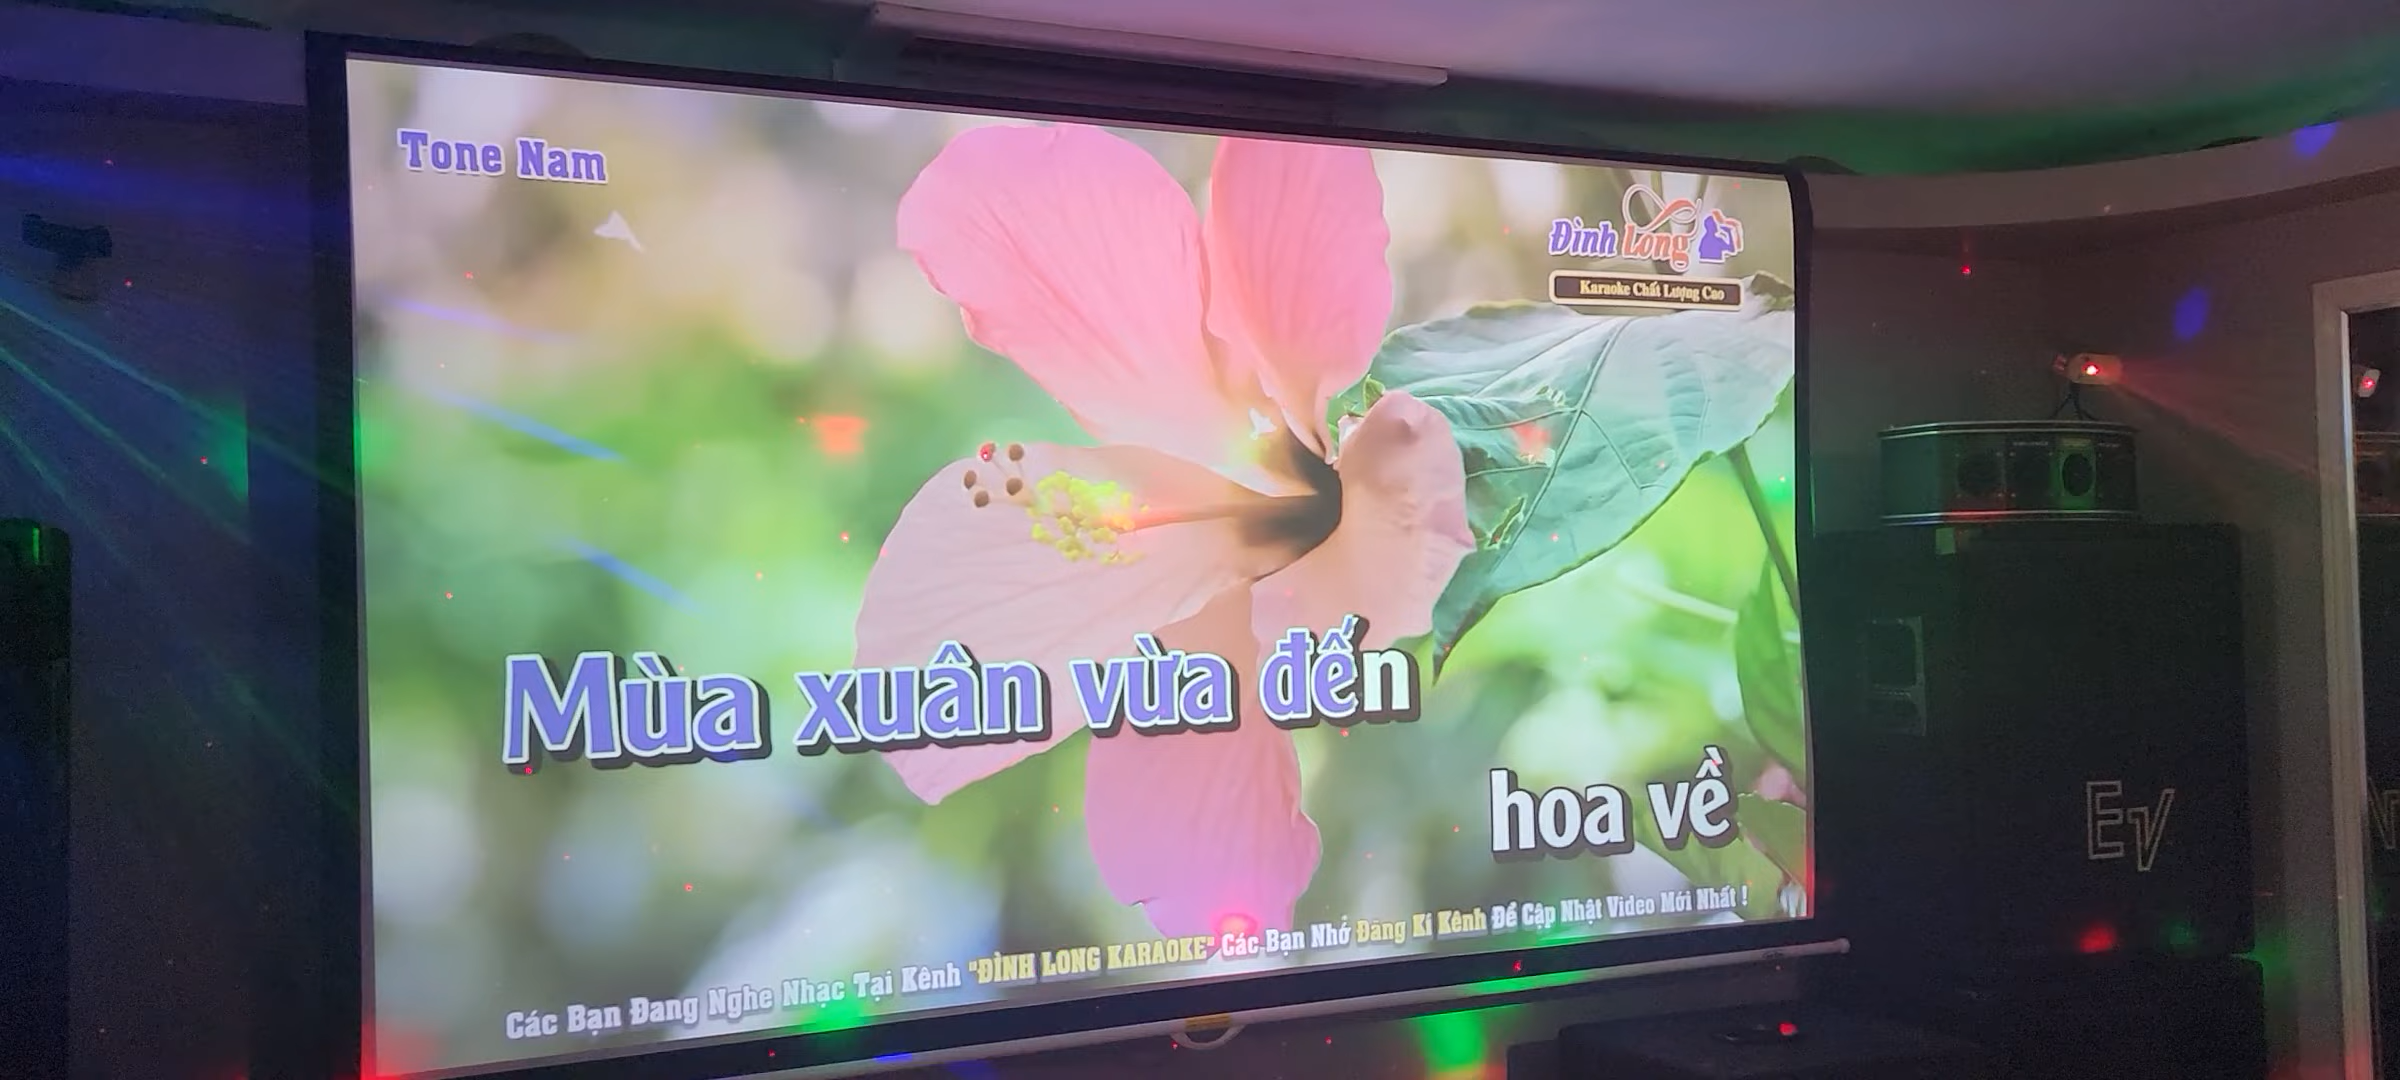 Tone Nam
Đình Long
Karaoke Chất Lượng Cao
Mùa xuân vừa đến
hoa về
Các Bạn Đang Nghe Nhạc Tại Kênh "ĐÌNH LONG KARAOKE" Các Bạn Nhớ Đăng Kí Kênh Để Cập Nhật Video Mới Nhất !
EV